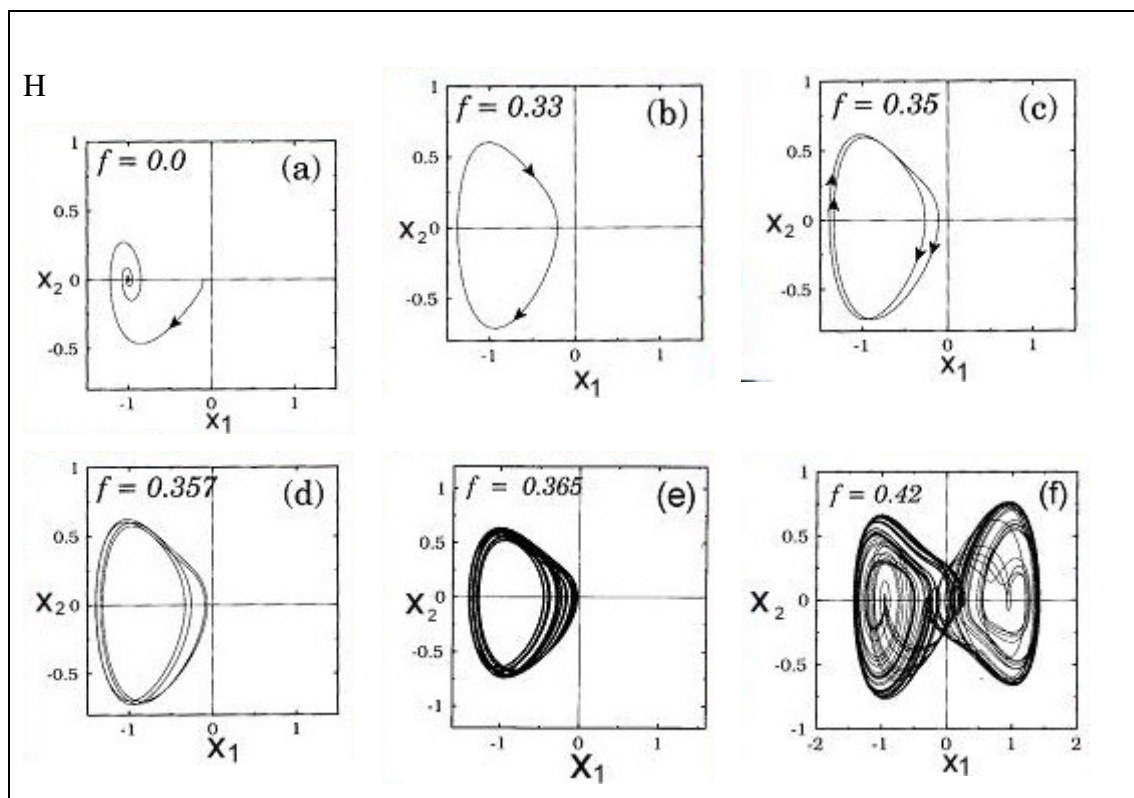 H
f = 0.0
(a)
1
0.5
X2 0
-0.5
-1 0 1
X1
f = 0.33
(b)
1
0.5
X2 0
-0.5
-1 0 1
X1
f = 0.35
(c)
1
0.5
X2 0
-0.5
-1 0 1
X1
f = 0.357
(d)
1
0.5
X2 0
-0.5
-1 0 1
X1
f = 0.365
(e)
1
0.5
X2 0
-0.5
-1
-1 0 1
X1
f = 0.42
(f)
1
0.5
X2 0
-0.5
-1
-2 -1 0 1 2
X1